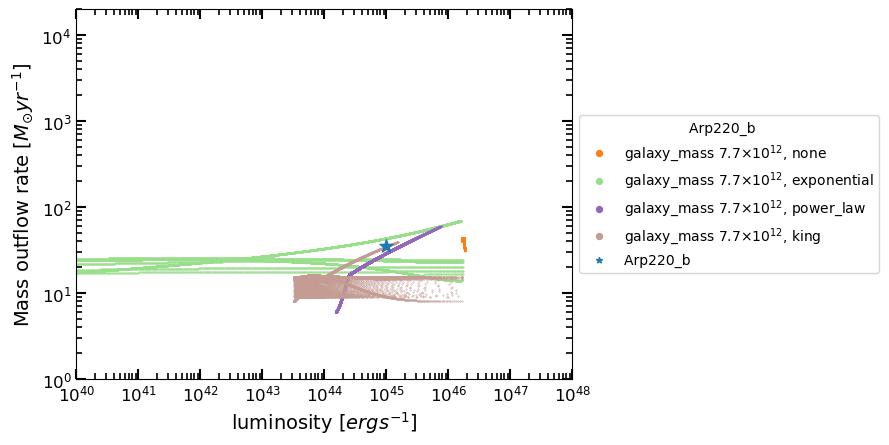 10^4
10^3
10^2
10^1
10^0
Mass outflow rate [M_⊙yr^−1]
10^40 10^41 10^42 10^43 10^44 10^45 10^46 10^47 10^48
luminosity [ergs^−1]
Arp220_b
galaxy_mass 7.7×10^12, none
galaxy_mass 7.7×10^12, exponential
galaxy_mass 7.7×10^12, power_law
galaxy_mass 7.7×10^12, king
Arp220_b